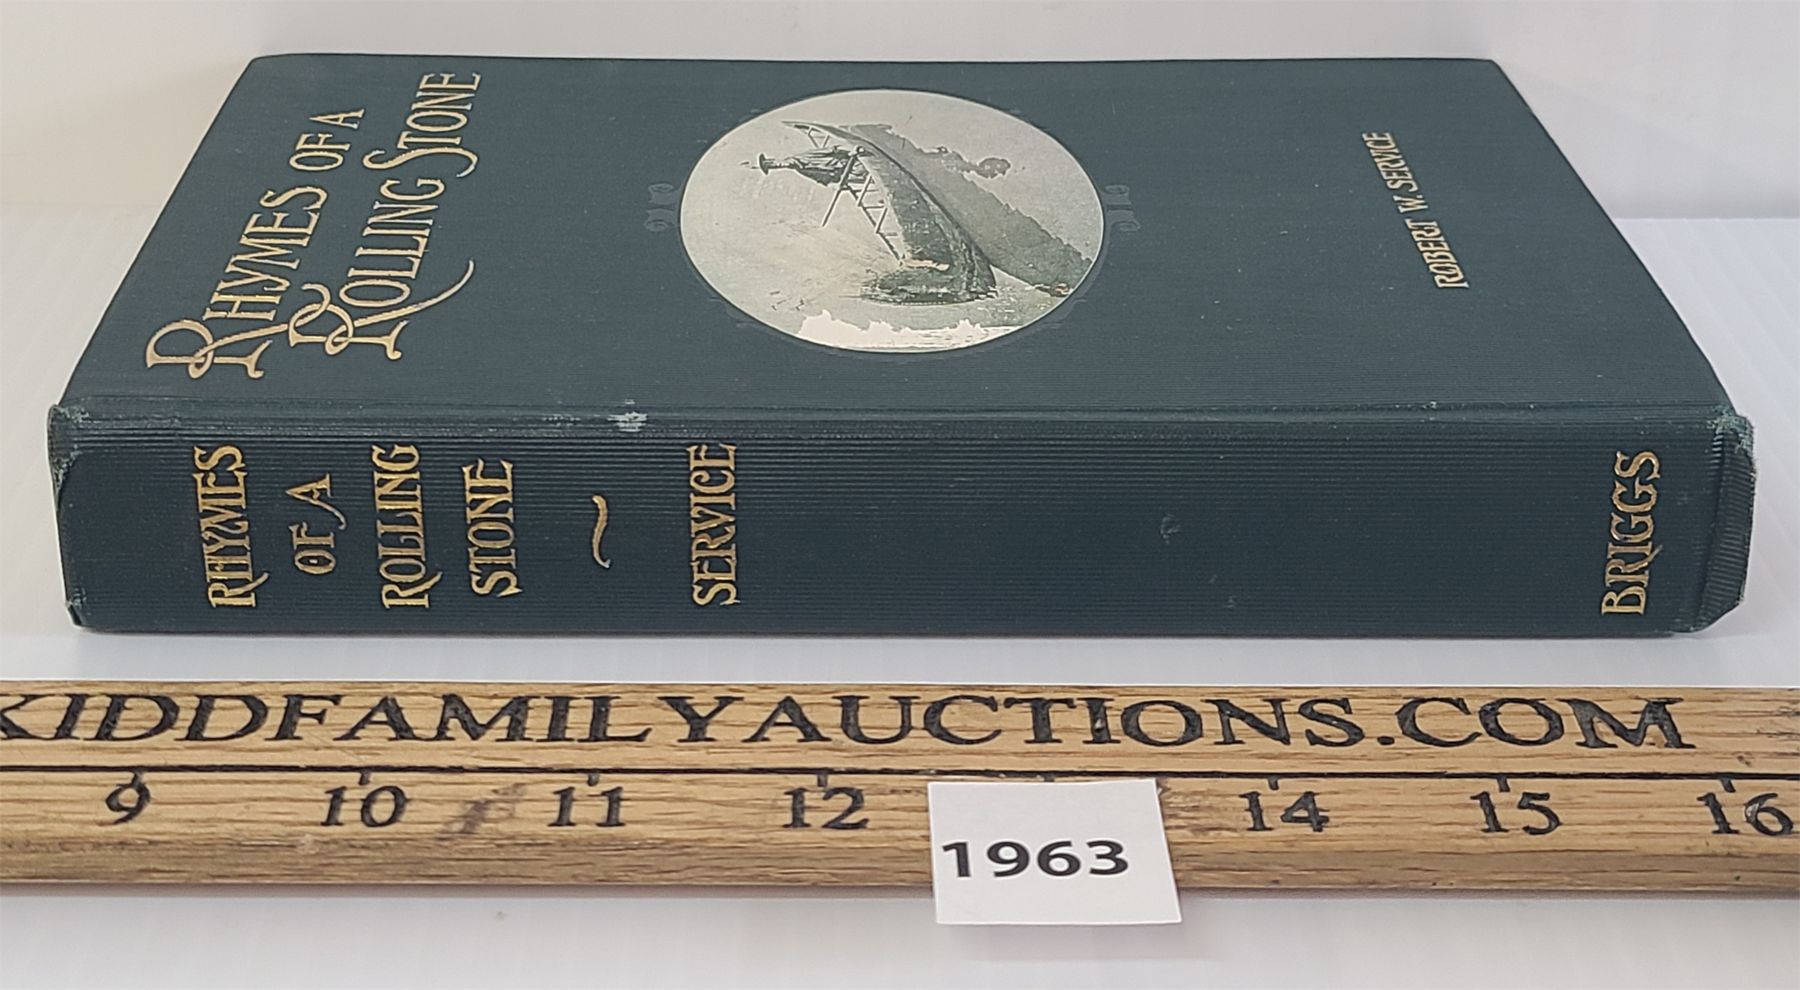 RHYMES OF A
ROLLING STONE
ROBERT W. SERVICE
RHYMES
OF A
ROLLING
STONE
~
SERVICE
BRIGGS
KIDDFAMILYAUCTIONS.COM
9 10 11 12 14 15 16
1963